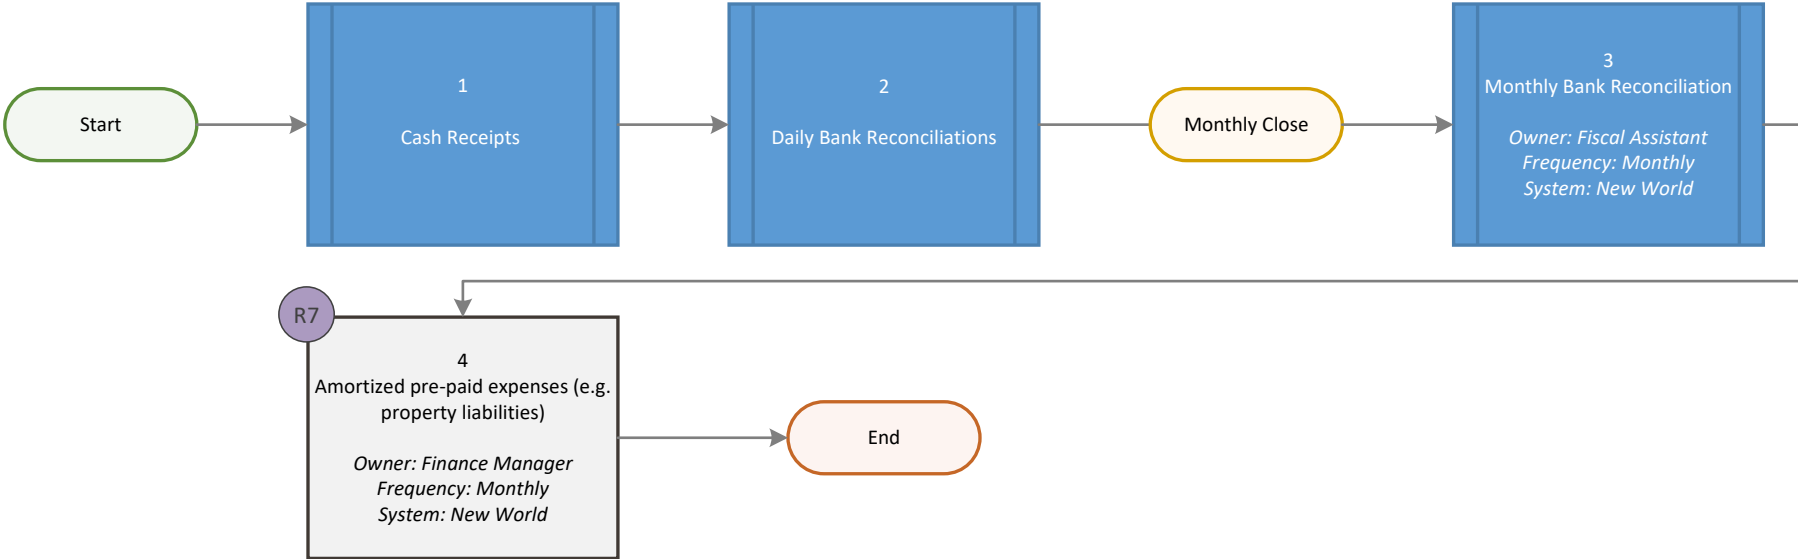 Start
1
Cash Receipts
2
Daily Bank Reconciliations
Monthly Close
3
Monthly Bank Reconciliation
Owner: Fiscal Assistant
Frequency: Monthly
System: New World
R7
4
Amortized pre-paid expenses (e.g.
property liabilities)
Owner: Finance Manager
Frequency: Monthly
System: New World
End